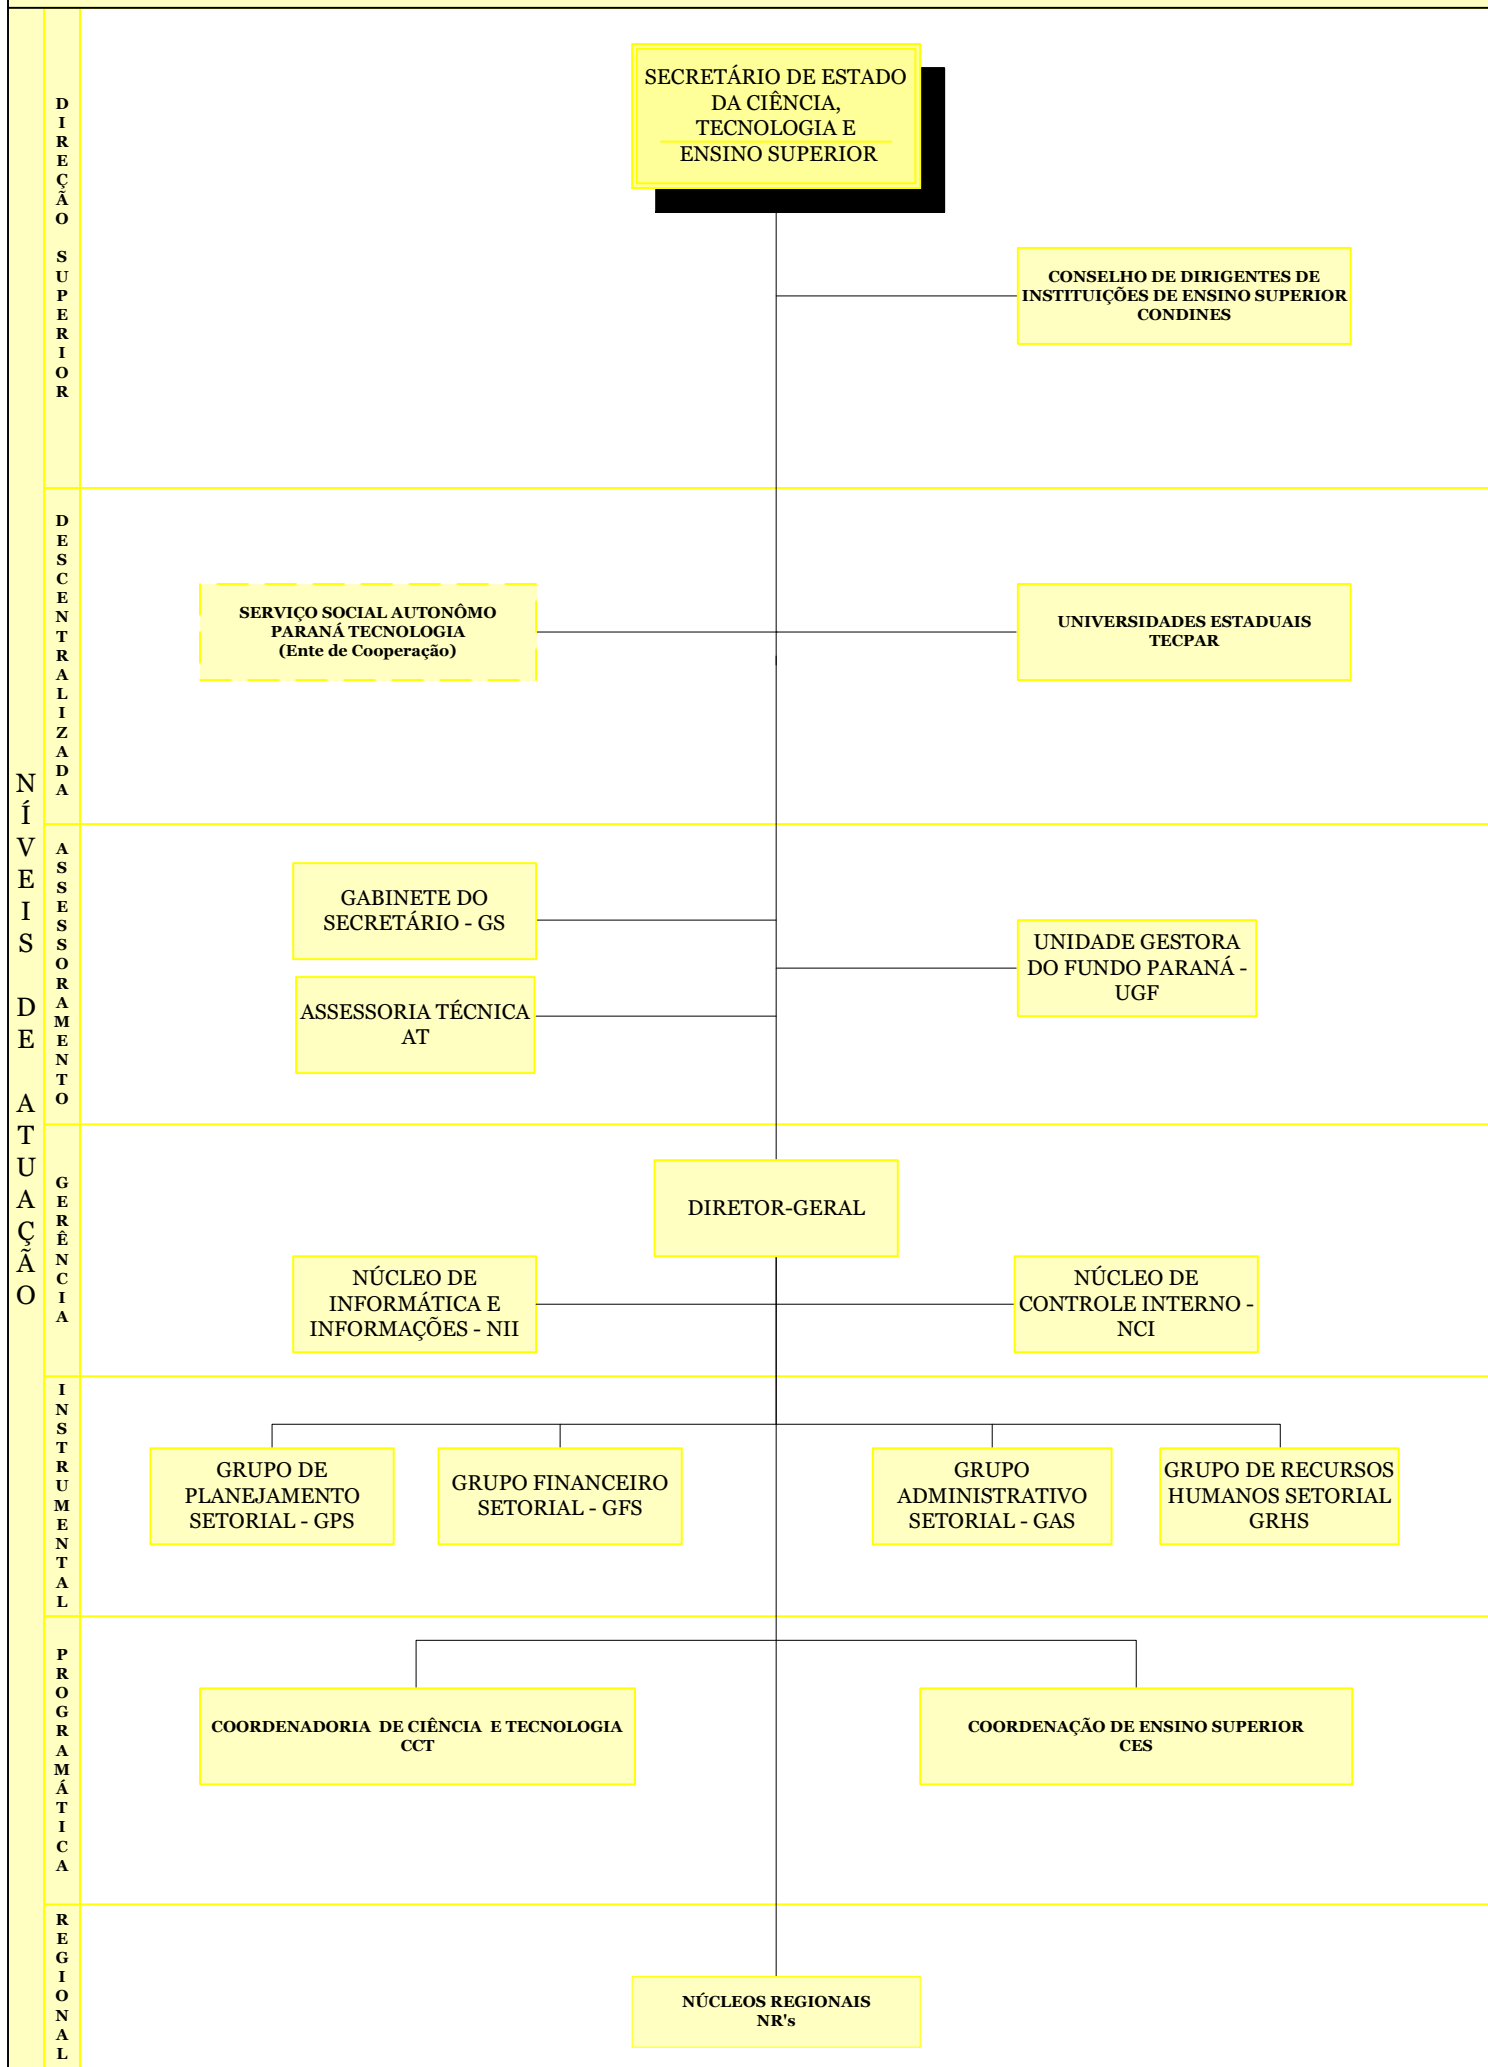 NÍVEIS DE ATUAÇÃO
DIREÇÃO SUPERIOR
SECRETÁRIO DE ESTADO
DA CIÊNCIA,
TECNOLOGIA E
ENSINO SUPERIOR
CONSELHO DE DIRIGENTES DE
INSTITUIÇÕES DE ENSINO SUPERIOR
CONDINES
DESCENTRALIZADA
SERVIÇO SOCIAL AUTONÔMO
PARANÁ TECNOLOGIA
(Ente de Cooperação)
UNIVERSIDADES ESTADUAIS
TECPAR
ASSESSORAMENTO
GABINETE DO
SECRETÁRIO - GS
UNIDADE GESTORA
DO FUNDO PARANÁ -
UGF
ASSESSORIA TÉCNICA
AT
GERÊNCIA
DIRETOR-GERAL
NÚCLEO DE
INFORMÁTICA E
INFORMAÇÕES - NII
NÚCLEO DE
CONTROLE INTERNO -
NCI
INSTRUMENTAL
GRUPO DE
PLANEJAMENTO
SETORIAL - GPS
GRUPO FINANCEIRO
SETORIAL - GFS
GRUPO
ADMINISTRATIVO
SETORIAL - GAS
GRUPO DE RECURSOS
HUMANOS SETORIAL
GRHS
PROGRAMÁTICA
COORDENADORIA  DE CIÊNCIA  E TECNOLOGIA
CCT
COORDENAÇÃO DE ENSINO SUPERIOR
CES
REGIONAL
NÚCLEOS REGIONAIS
NR's